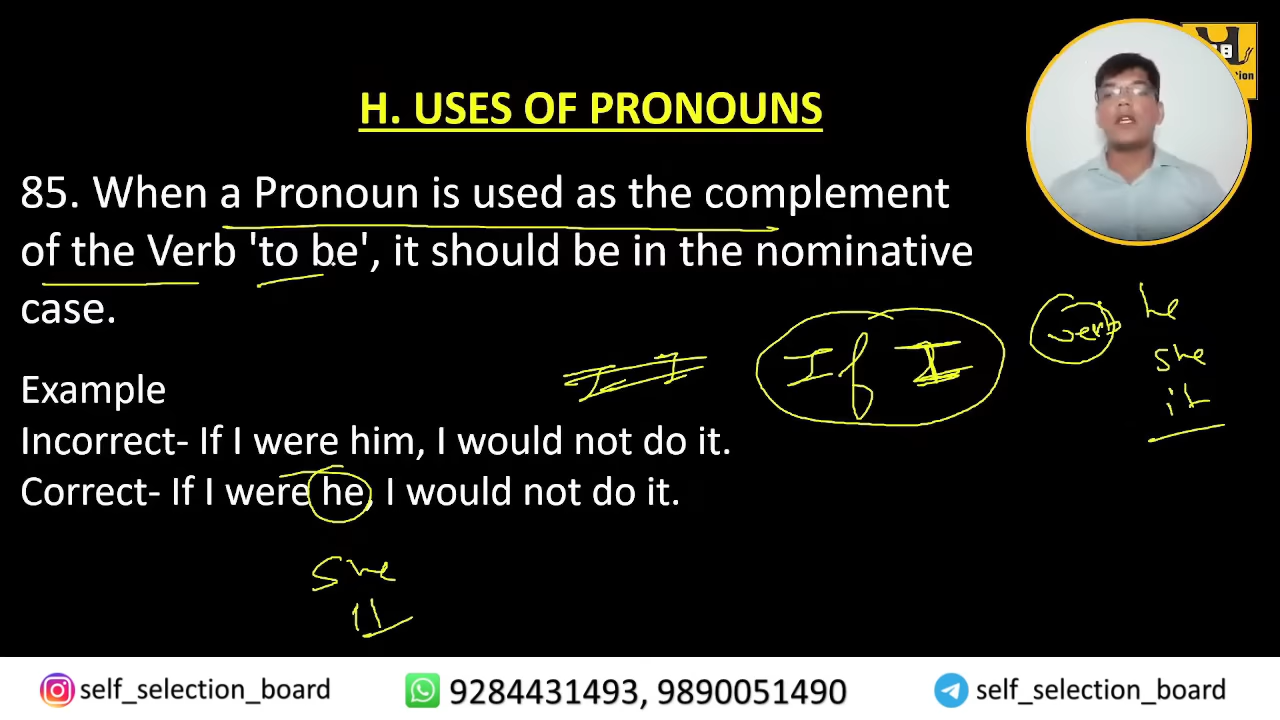 H. USES OF PRONOUNS
85. When a Pronoun is used as the complement
of the Verb 'to be', it should be in the nominative
case.
If I
verb
he
she
it
Example
Incorrect- If I were him, I would not do it.
Correct- If I were he, I would not do it.
she
it
self_selection_board
9284431493, 9890051490
self_selection_board